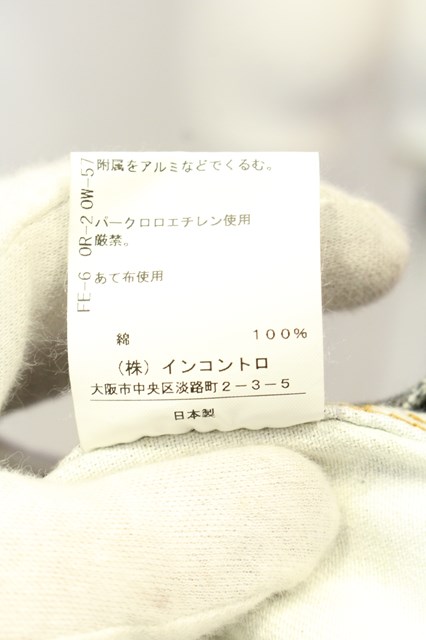 附属をアルミなどでくるむ。
パークロロエチレン使用
厳禁。
あて布使用
FE-6 OR-2 OW-57
綿 100%
(株)インコントロ
大阪市中央区淡路町2-3-5
日本製